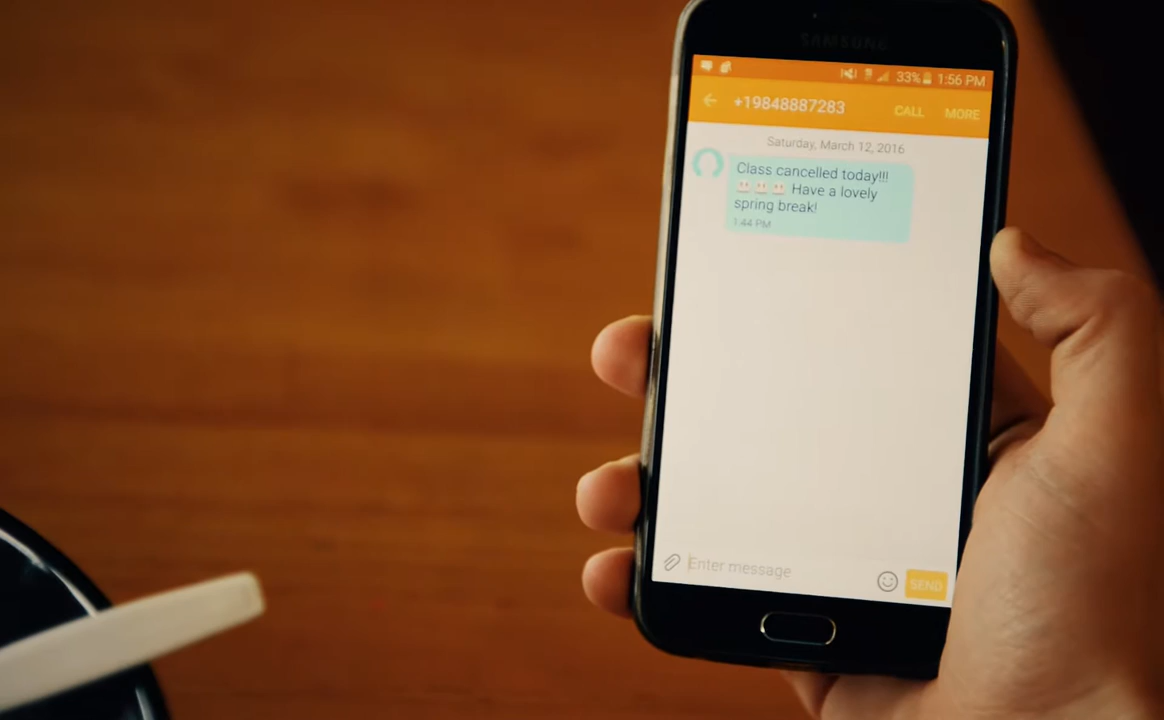 SAMSUNG
33% 1:56 PM
+19848887283 CALL MORE
Saturday, March 12, 2016
Class cancelled today!!!
Have a lovely
spring break!
1:44 PM
Enter message
SEND